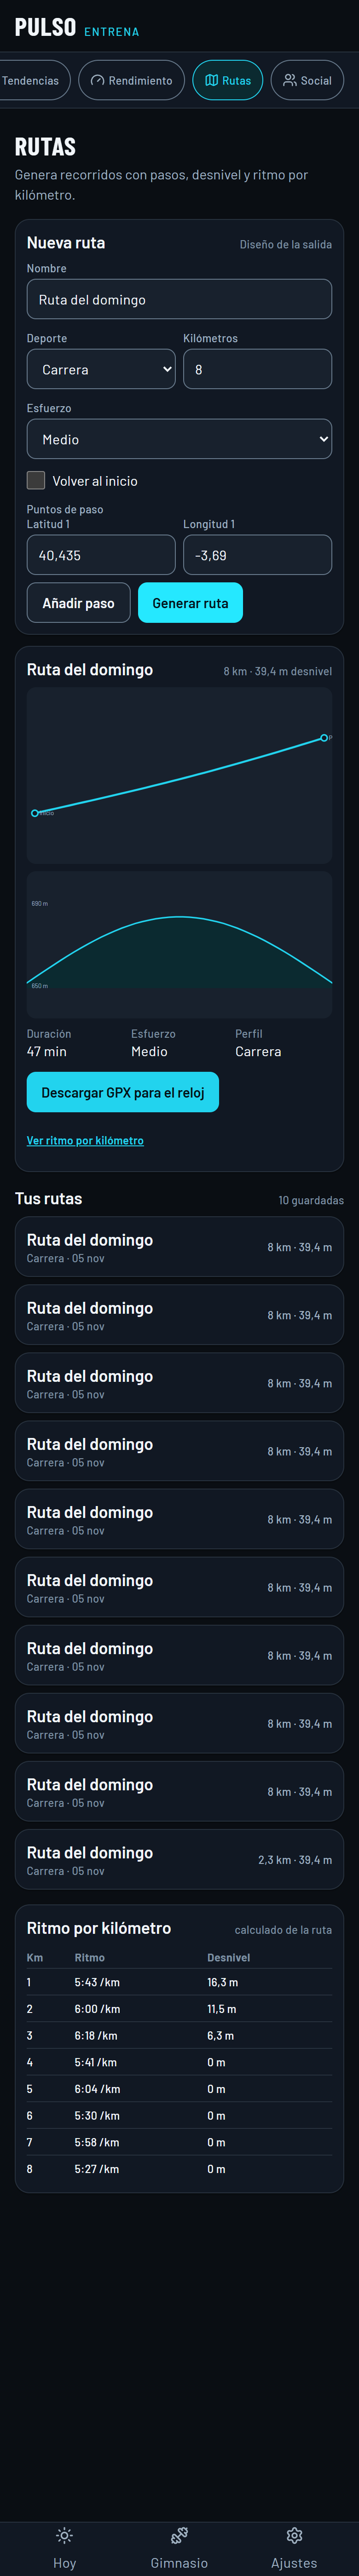 PULSO ENTRENA
Tendencias Rendimiento Rutas Social
RUTAS
Genera recorridos con pasos, desnivel y ritmo por
kilómetro.
Nueva ruta Diseño de la salida
Nombre
Ruta del domingo
Deporte Kilómetros
Carrera 8
Esfuerzo
Medio
Volver al inicio
Puntos de paso
Latitud 1 Longitud 1
40,435 -3,69
Añadir paso Generar ruta
Ruta del domingo 8 km · 39,4 m desnivel
P
Inicio
690 m
650 m
Duración Esfuerzo Perfil
47 min Medio Carrera
Descargar GPX para el reloj
Ver ritmo por kilómetro
Tus rutas 10 guardadas
Ruta del domingo 8 km · 39,4 m
Carrera · 05 nov
Ruta del domingo 8 km · 39,4 m
Carrera · 05 nov
Ruta del domingo 8 km · 39,4 m
Carrera · 05 nov
Ruta del domingo 8 km · 39,4 m
Carrera · 05 nov
Ruta del domingo 8 km · 39,4 m
Carrera · 05 nov
Ruta del domingo 8 km · 39,4 m
Carrera · 05 nov
Ruta del domingo 8 km · 39,4 m
Carrera · 05 nov
Ruta del domingo 8 km · 39,4 m
Carrera · 05 nov
Ruta del domingo 8 km · 39,4 m
Carrera · 05 nov
Ruta del domingo 2,3 km · 39,4 m
Carrera · 05 nov
Ritmo por kilómetro calculado de la ruta
Km Ritmo Desnivel
1 5:43 /km 16,3 m
2 6:00 /km 11,5 m
3 6:18 /km 6,3 m
4 5:41 /km 0 m
5 6:04 /km 0 m
6 5:30 /km 0 m
7 5:58 /km 0 m
8 5:27 /km 0 m
Hoy Gimnasio Ajustes